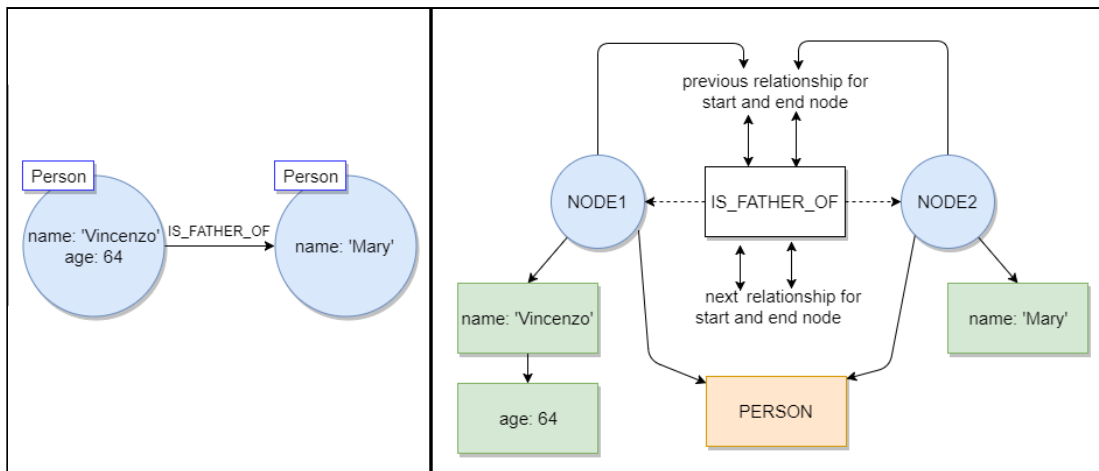 Person
name: 'Vincenzo'
age: 64
IS_FATHER_OF
Person
name: 'Mary'
previous relationship for
start and end node
NODE1
IS_FATHER_OF
NODE2
next relationship for
start and end node
name: 'Vincenzo'
age: 64
name: 'Mary'
PERSON